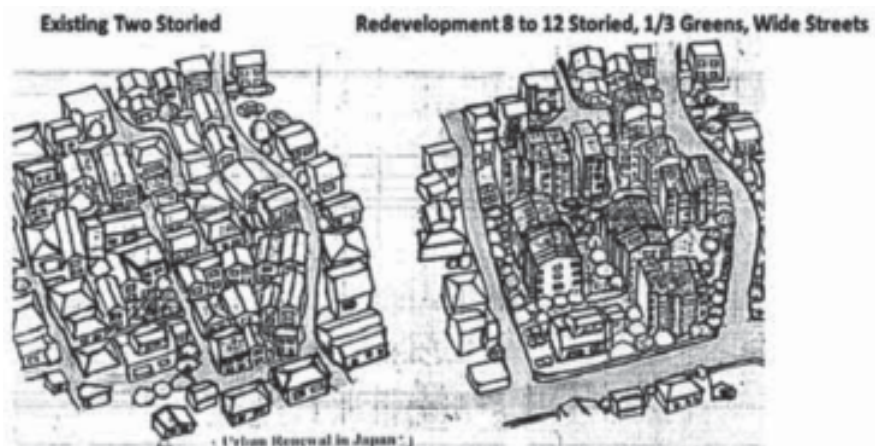 Existing Two Storied
Redevelopment 8 to 12 Storied, 1/3 Greens, Wide Streets
Urban Renewal in Japan